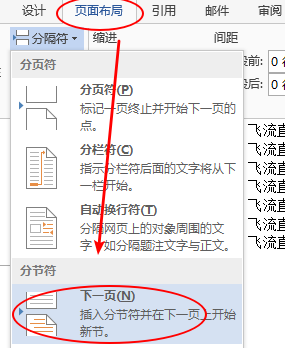 设计 页面布局 引用 邮件 审阅
分隔符 缩进 间距
分页符
分页符(P)
标记一页终止并开始下一页的
点。
分栏符(C)
指示分栏符后面的文字将从下
一栏开始。
自动换行符(T)
分隔网页上的对象周围的文
字，如分隔题注文字与正文。
分节符
下一页(N)
插入分节符并在下一页上开始
新节。
段前: 0 行
段后: 0 行
飞流直
飞流直
飞流直
飞流直
飞流直
飞流直
飞流直